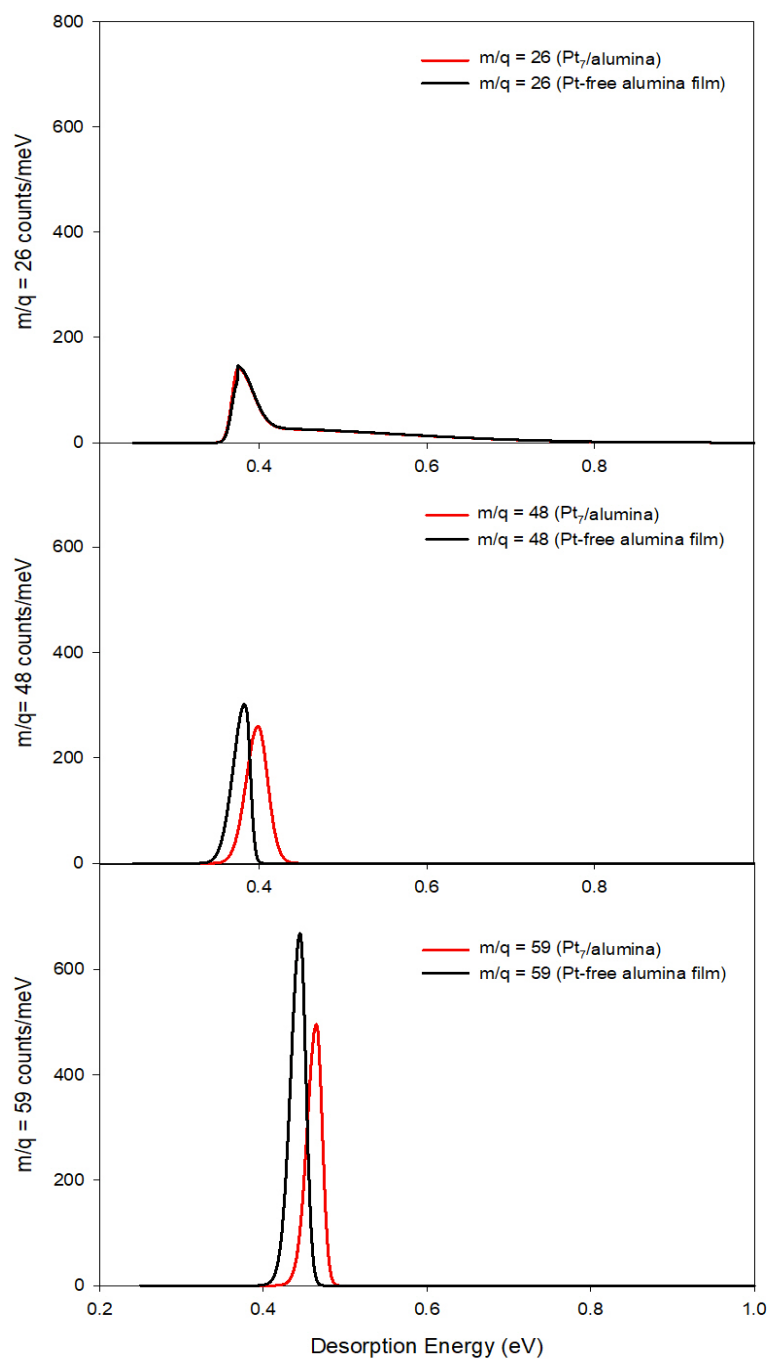 800
m/q = 26 (Pt₇/alumina)
m/q = 26 (Pt-free alumina film)
600
m/q = 26 counts/meV
400
200
0
0.4 0.6 0.8
m/q = 48 (Pt₇/alumina)
m/q = 48 (Pt-free alumina film)
600
m/q= 48 counts/meV
400
200
0
0.4 0.6 0.8
m/q = 59 (Pt₇/alumina)
m/q = 59 (Pt-free alumina film)
600
m/q = 59 counts/meV
400
200
0
0.2 0.4 0.6 0.8 1.0
Desorption Energy (eV)